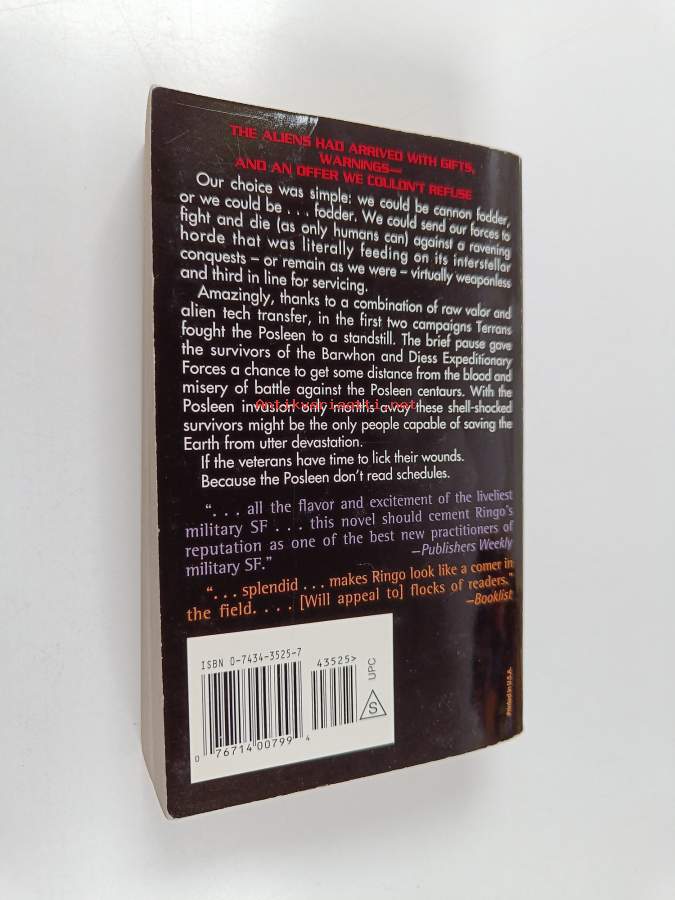 THE ALIENS HAD ARRIVED WITH GIFTS,
WARNINGS—
AND AN OFFER WE COULDN'T REFUSE
Our choice was simple: we could be cannon fodder,
or we could be . . . fodder. We could send our forces to
fight and die (as only humans can) against a ravening
horde that was literally feeding on its interstellar
conquests – or remain as we were – virtually weaponless
and third in line for servicing.
Amazingly, thanks to a combination of raw valor and
alien tech transfer, in the first two campaigns Terrans
fought the Posleen to a standstill. The brief pause gave
the survivors of the Barwhon and Diess Expeditionary
Forces a chance to get some distance from the blood and
misery of battle against the Posleen centaurs. With the
Posleen invasion only months away these shell-shocked
survivors might be the only people capable of saving the
Earth from utter devastation.
If the veterans have time to lick their wounds.
Because the Posleen don't read schedules.
". . . all the flavor and excitement of the liveliest
military SF . . . this novel should cement Ringo's
reputation as one of the best new practitioners of
military SF."
—Publishers Weekly
". . . splendid . . . makes Ringo look like a comer in
the field. . . . [Will appeal to] flocks of readers."
—Booklist
ISBN 0-7434-3525-7
43525>
UPC
S
0 76714 00799 4
Printed in U.S.A.
Antikvariaatti.net